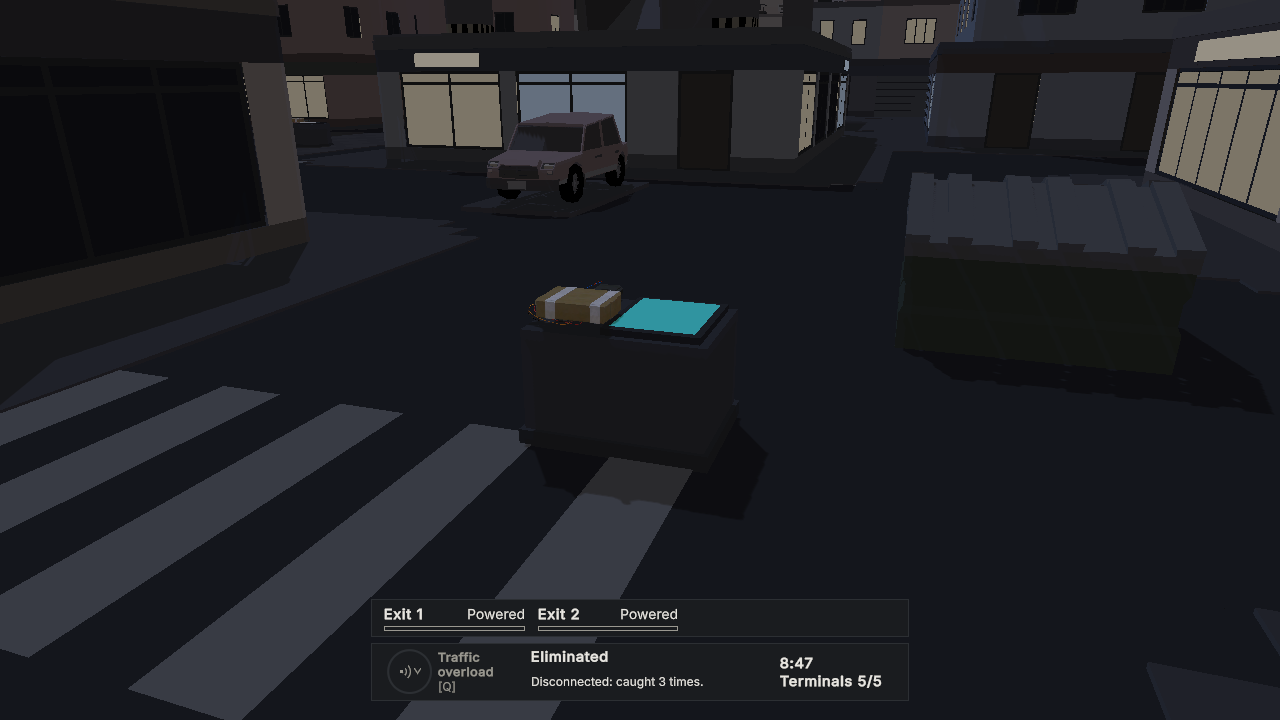 Exit 1 Powered Exit 2 Powered
Traffic overload [Q]
Eliminated
Disconnected: caught 3 times.
8:47
Terminals 5/5